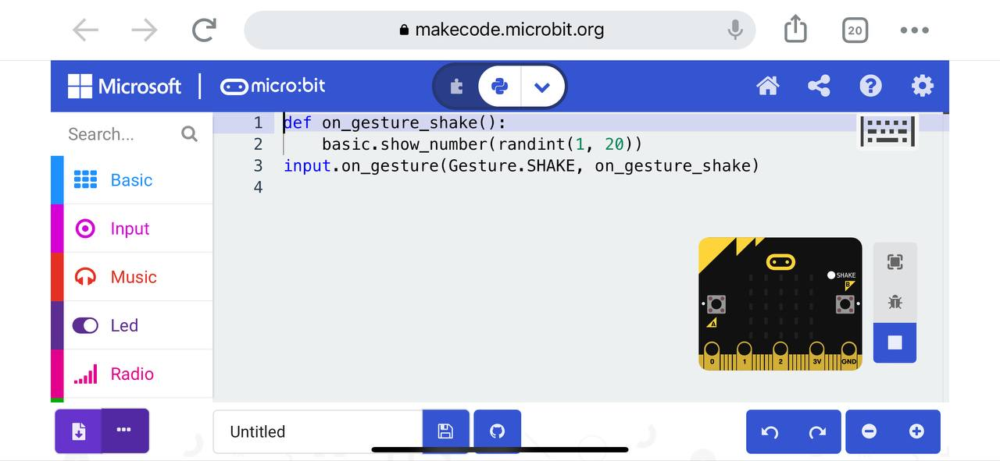 makecode.microbit.org
20
Microsoft
micro:bit
Search...
Basic
Input
Music
Led
Radio
1 def on_gesture_shake():
2     basic.show_number(randint(1, 20))
3 input.on_gesture(Gesture.SHAKE, on_gesture_shake)
4
SHAKE
B
A
0 1 2 3V GND
Untitled